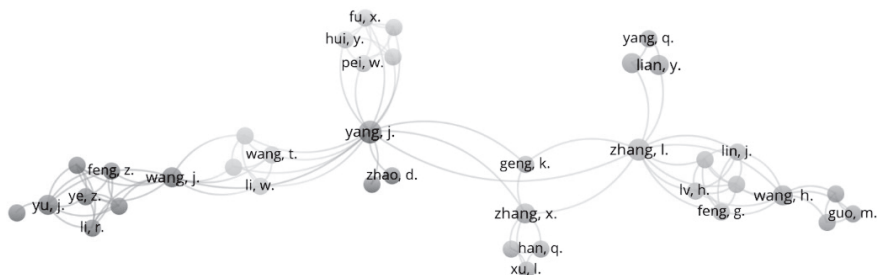 fu, x.
hui, y.
pei, w.
yang, q.
lian, y.
yang, j.
wang, t.
geng, k.
zhang, l.
lin, j.
feng, z.
wang, j.
li, w.
zhao, d.
lv, h.
wang, h.
ye, z.
yu, j.
li, r.
zhang, x.
feng, g.
guo, m.
han, q.
xu, l.